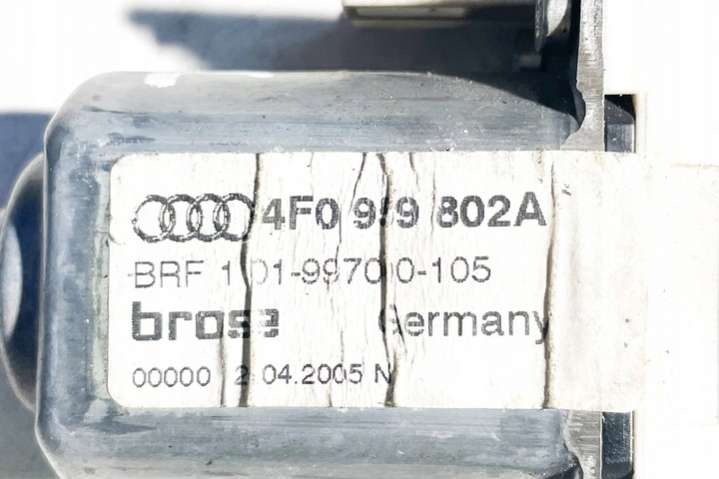 4F0 959 802A
BRF 101-99700-105
brose Germany
00000 2.04.2005 N